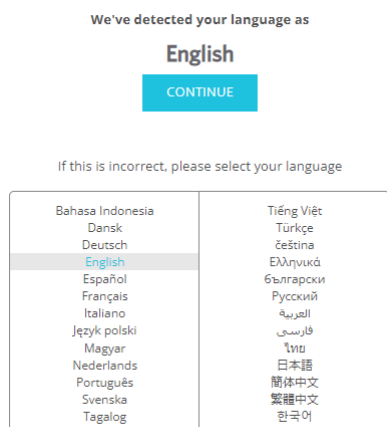 We've detected your language as
English
CONTINUE
If this is incorrect, please select your language
Bahasa Indonesia
Dansk
Deutsch
English
Español
Français
Italiano
Język polski
Magyar
Nederlands
Português
Svenska
Tagalog
Tiếng Việt
Türkçe
čeština
Ελληνικά
български
Русский
العربية
فارسی
ไทย
日本語
简体中文
繁體中文
한국어